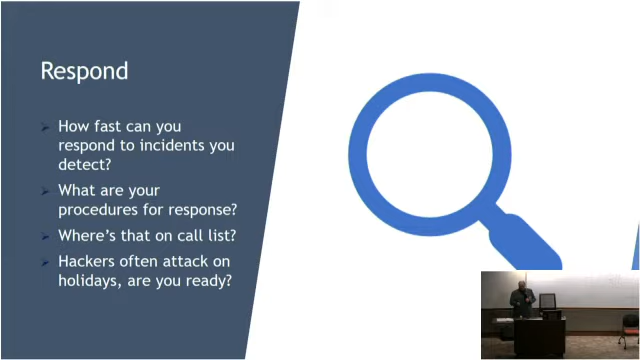 Respond
How fast can you
respond to incidents you
detect?
What are your
procedures for response?
Where's that on call list?
Hackers often attack on
holidays, are you ready?